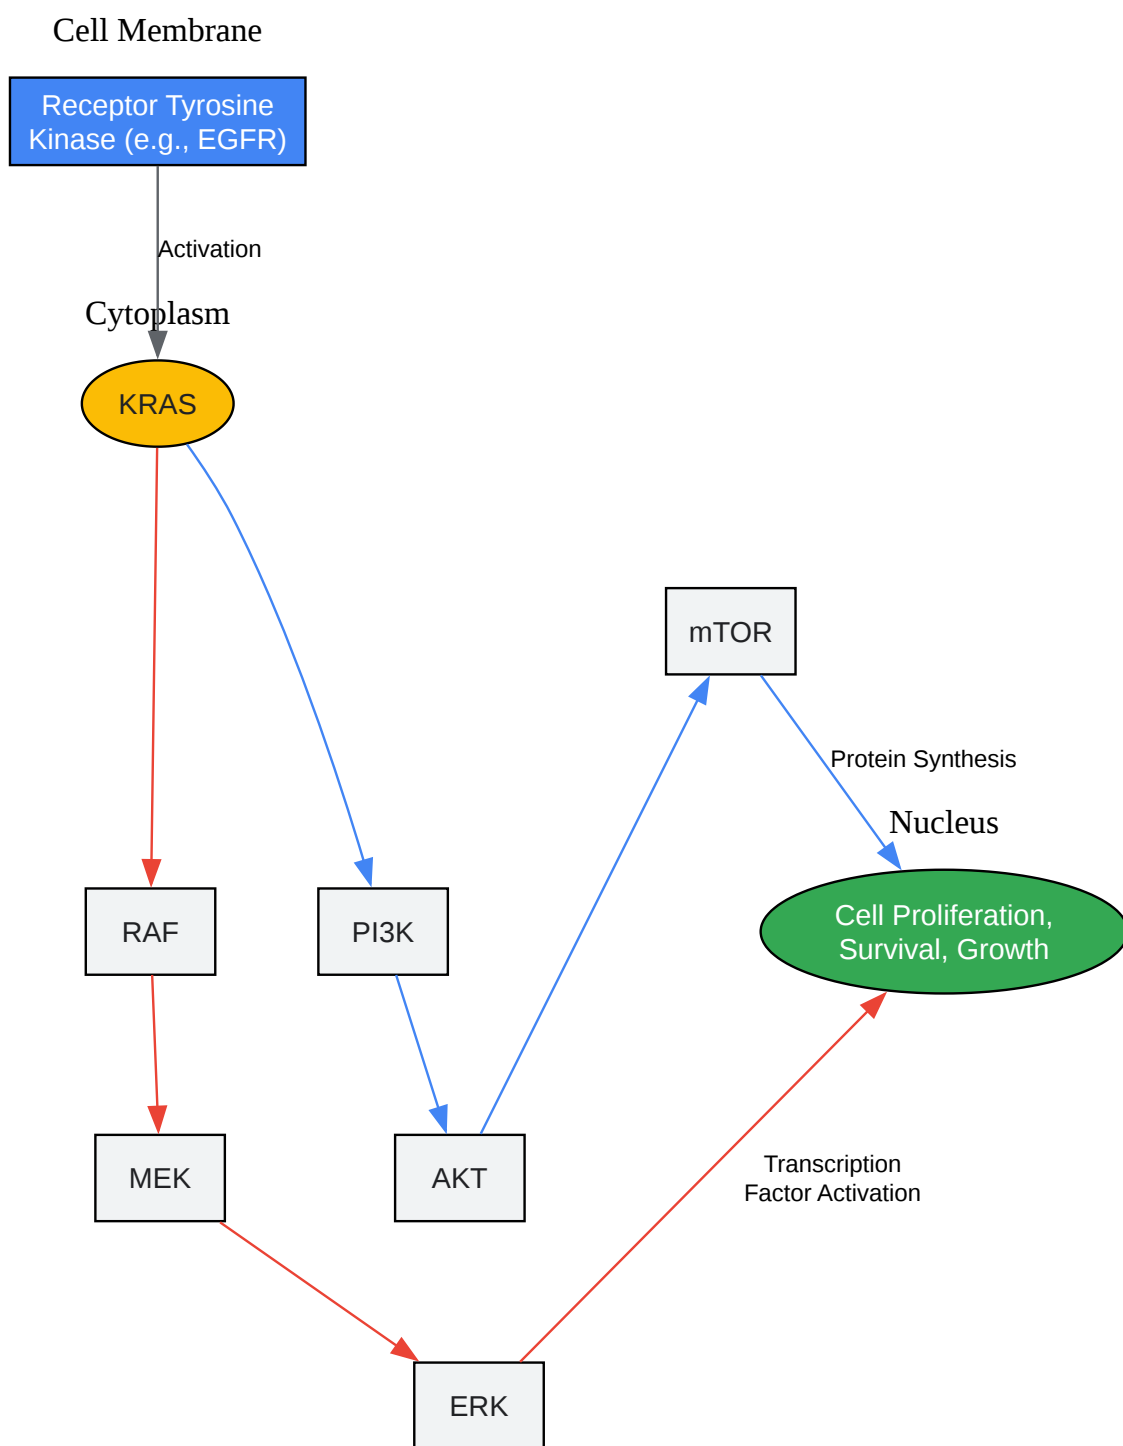 Cell Membrane
Receptor Tyrosine
Kinase (e.g., EGFR)
Activation
Cytoplasm
KRAS
mTOR
Protein Synthesis
Nucleus
RAF
PI3K
Cell Proliferation,
Survival, Growth
MEK
AKT
Transcription
Factor Activation
ERK